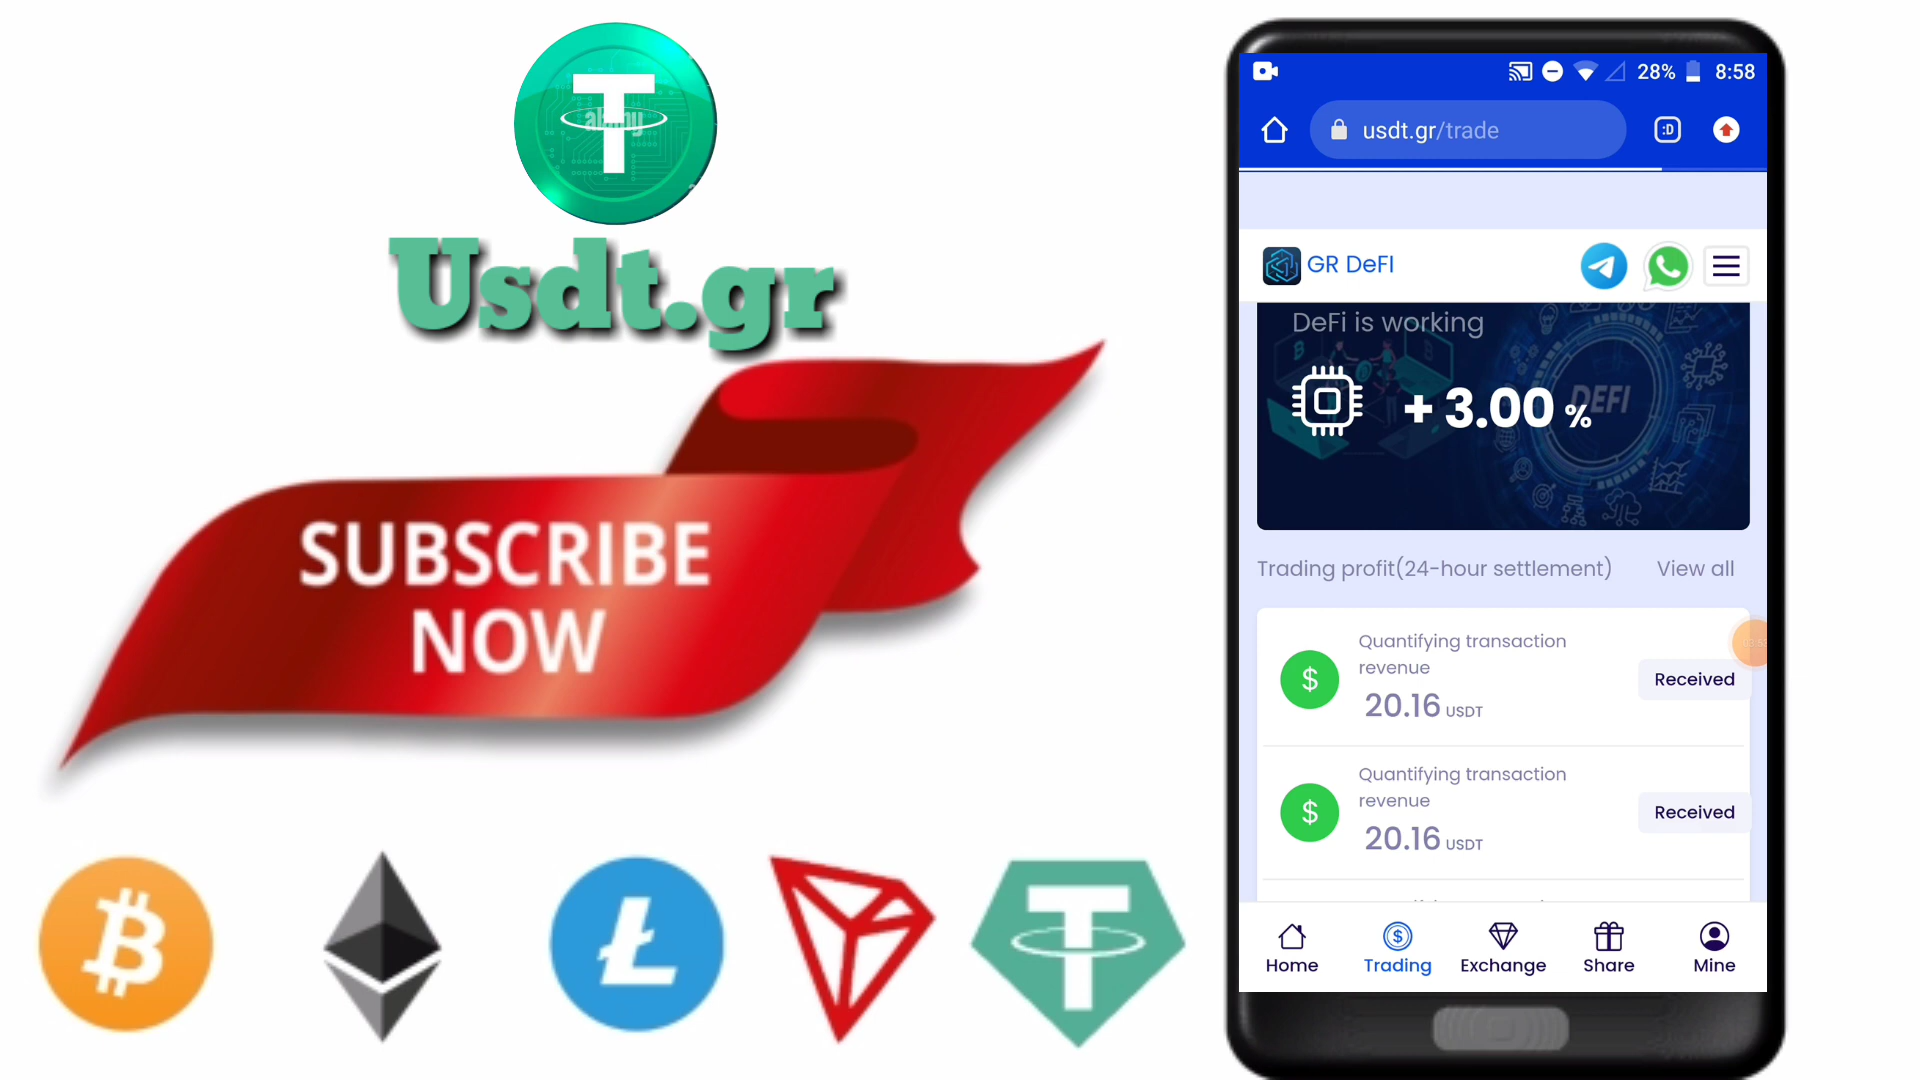 Usdt.gr
SUBSCRIBE
NOW
28% 8:58
usdt.gr/trade
:D
GR DeFI
DeFi is working
DEFI
+ 3.00 %
Trading profit(24-hour settlement) View all
Quantifying transaction
revenue
20.16 USDT
Received
Quantifying transaction
revenue
20.16 USDT
Received
Home Trading Exchange Share Mine